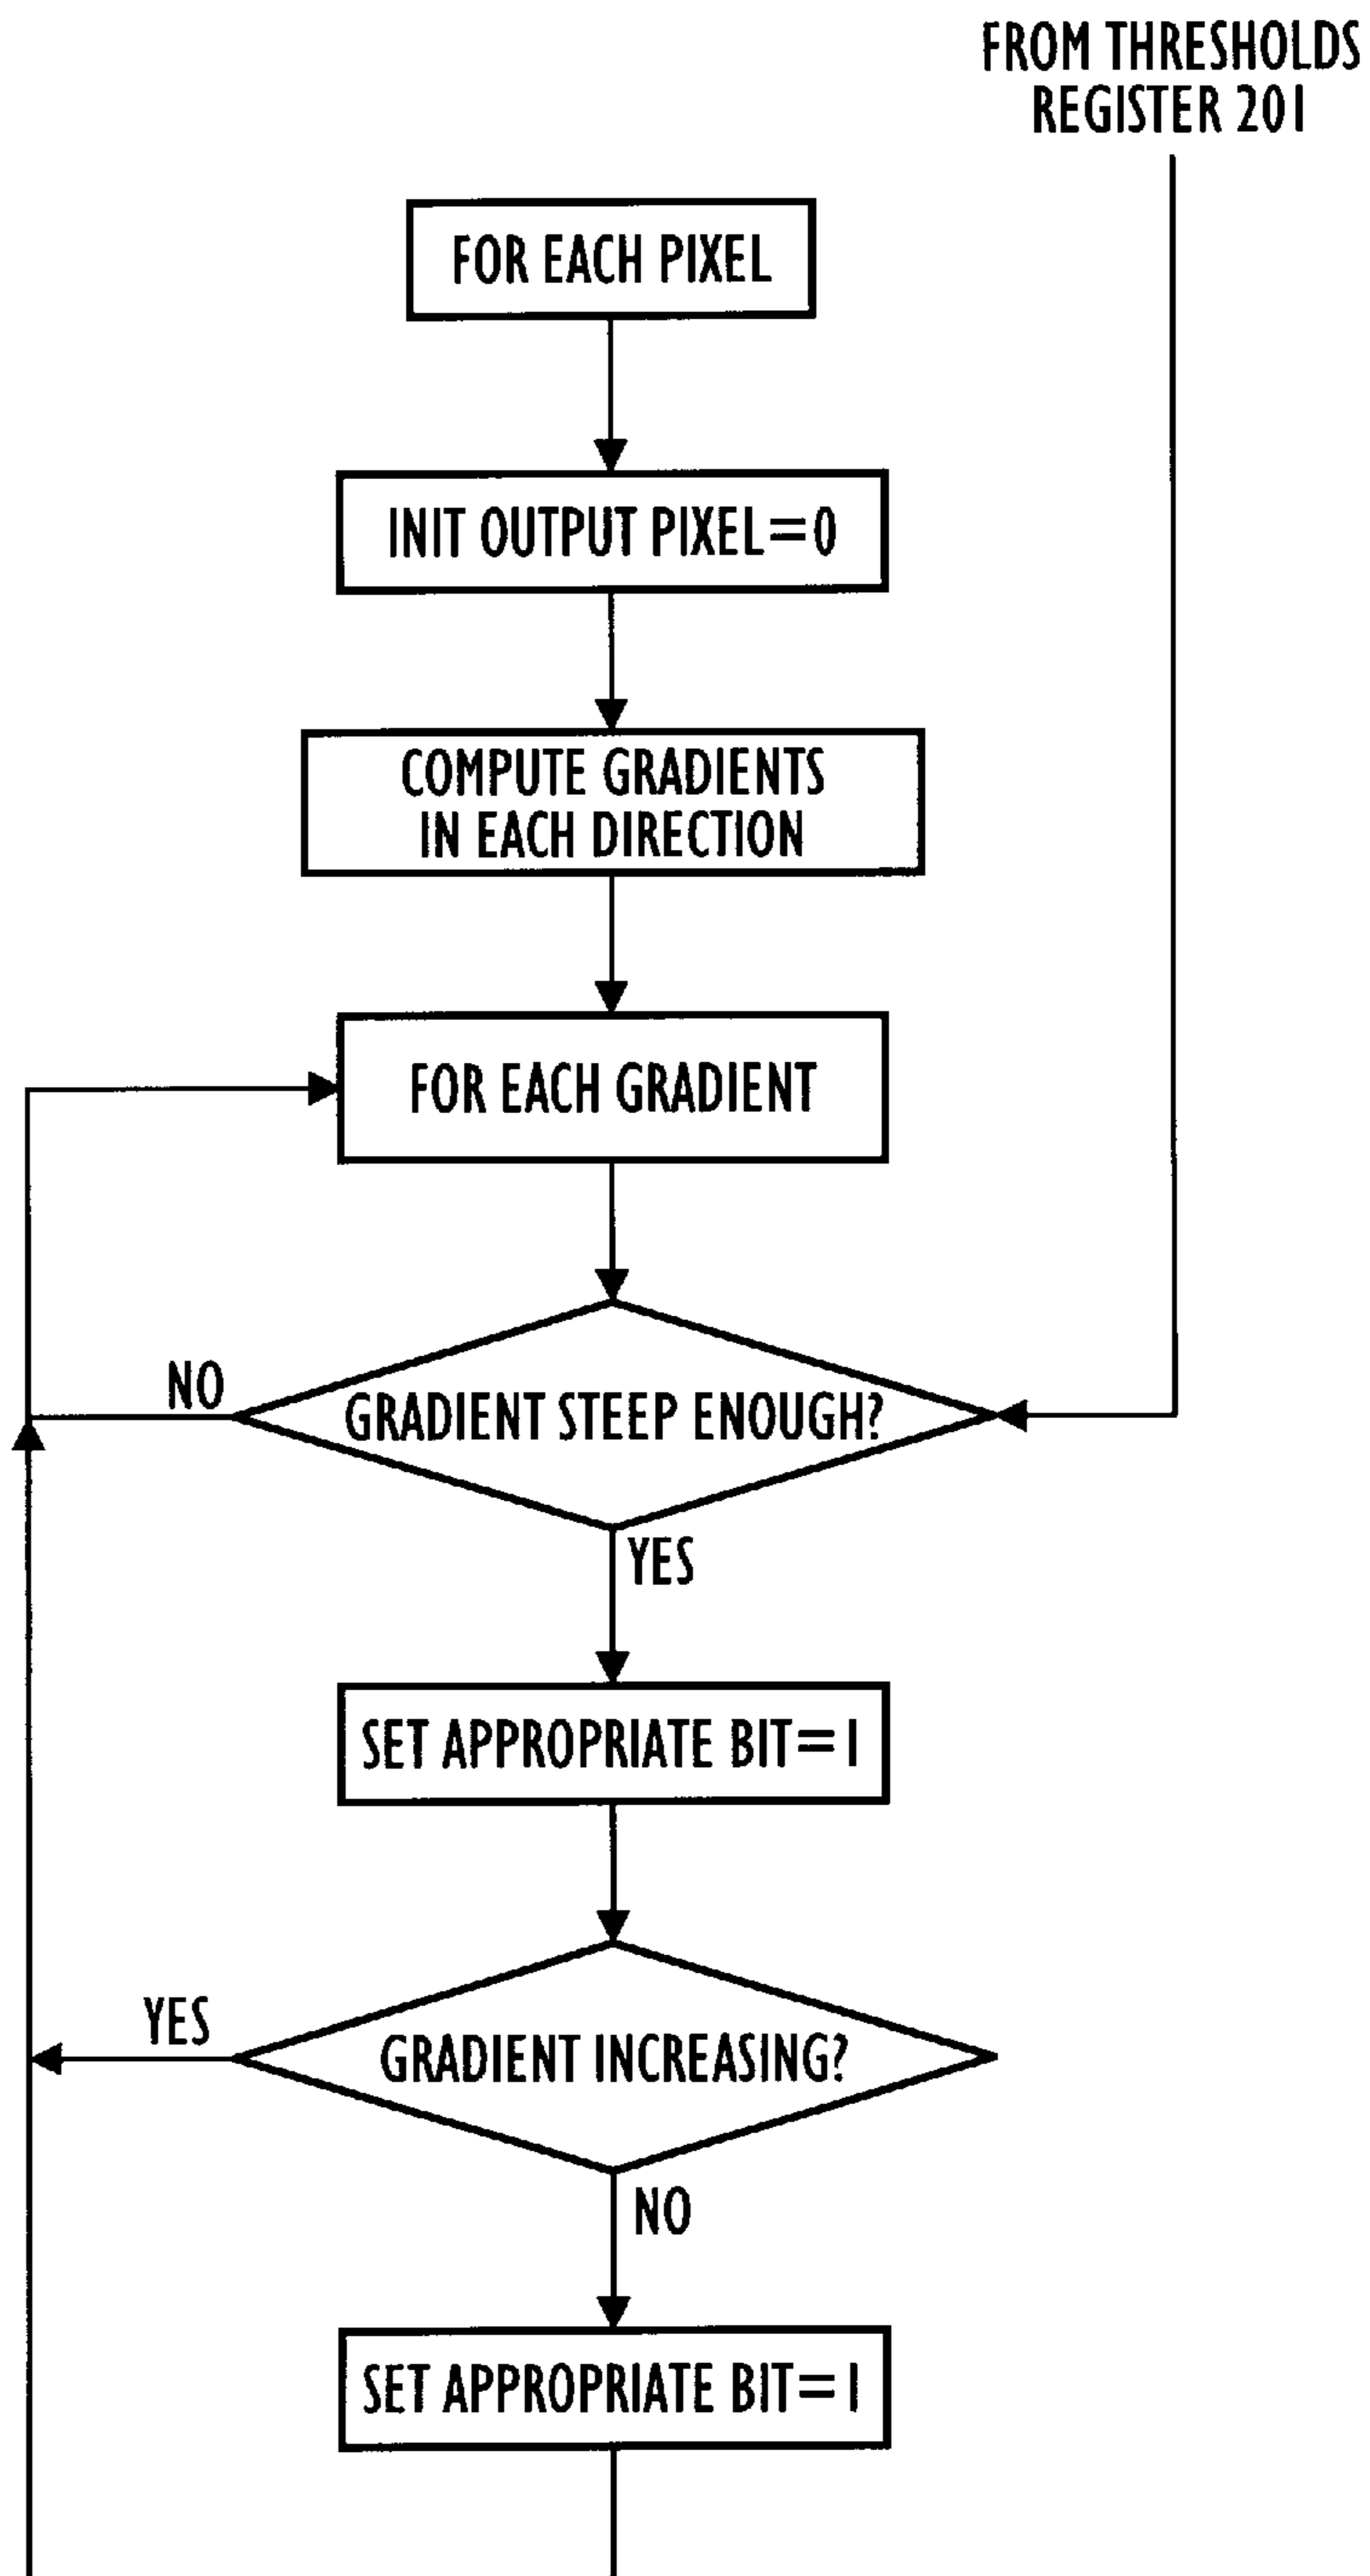 FROM THRESHOLDS
REGISTER 201
FOR EACH PIXEL
INIT OUTPUT PIXEL=0
COMPUTE GRADIENTS
IN EACH DIRECTION
FOR EACH GRADIENT
NO
GRADIENT STEEP ENOUGH?
YES
SET APPROPRIATE BIT=1
YES
GRADIENT INCREASING?
NO
SET APPROPRIATE BIT=1